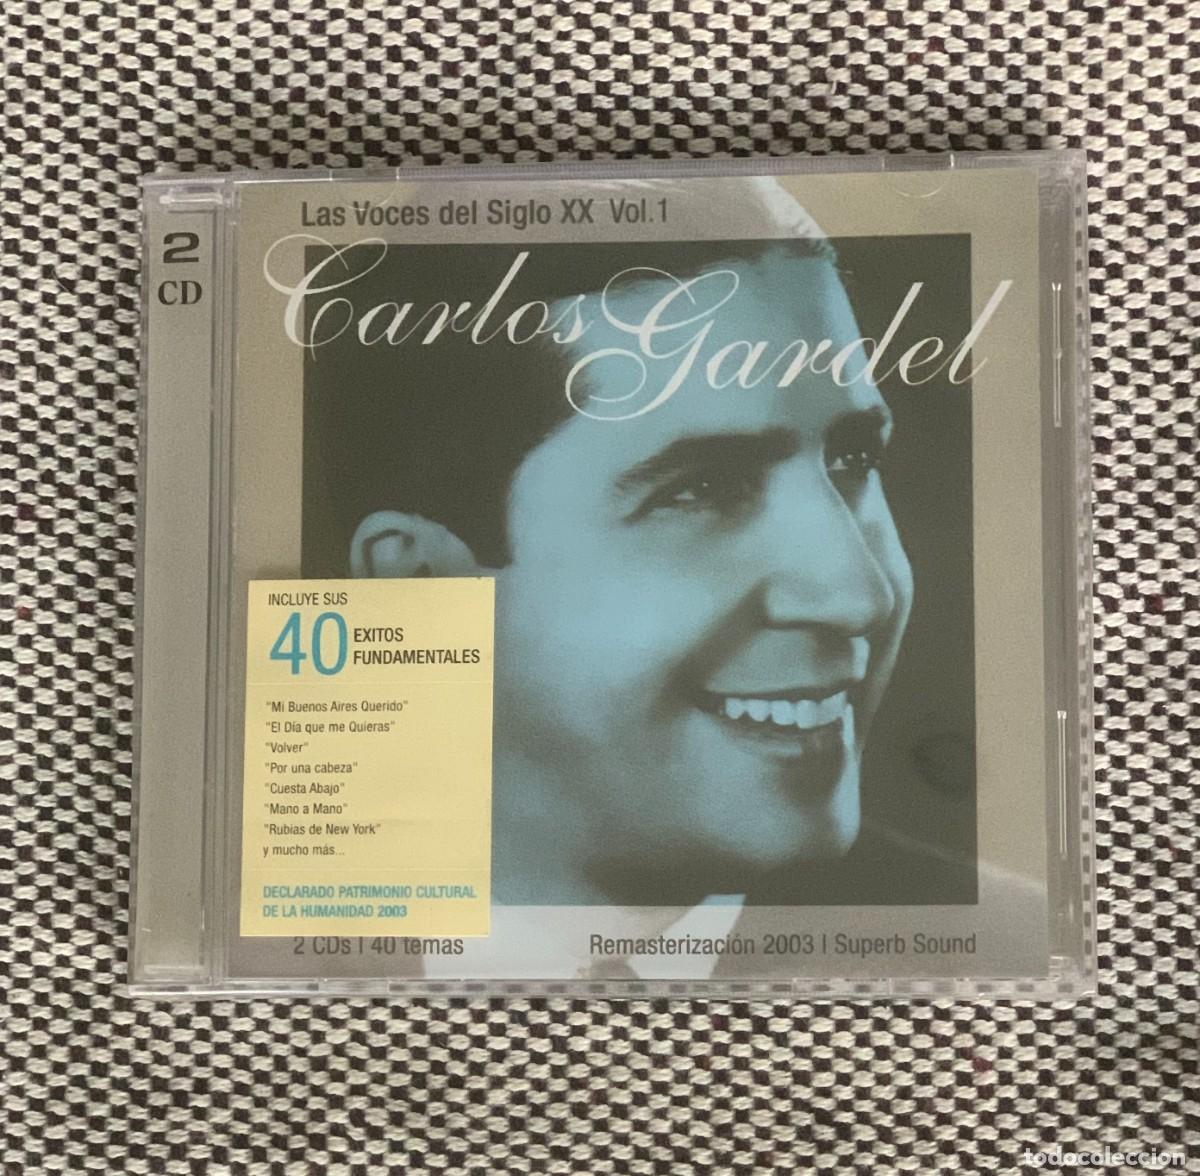 Las Voces del Siglo XX Vol.1
2
CD
Carlos Gardel
INCLUYE SUS
40 EXITOS
FUNDAMENTALES
"Mi Buenos Aires Querido"
"El Día que me Quieras"
"Volver"
"Por una cabeza"
"Cuesta Abajo"
"Mano a Mano"
"Rubias de New York"
y mucho más...
DECLARADO PATRIMONIO CULTURAL
DE LA HUMANIDAD 2003
2 CDs | 40 temas
Remasterización 2003 | Superb Sound
todocoleccion